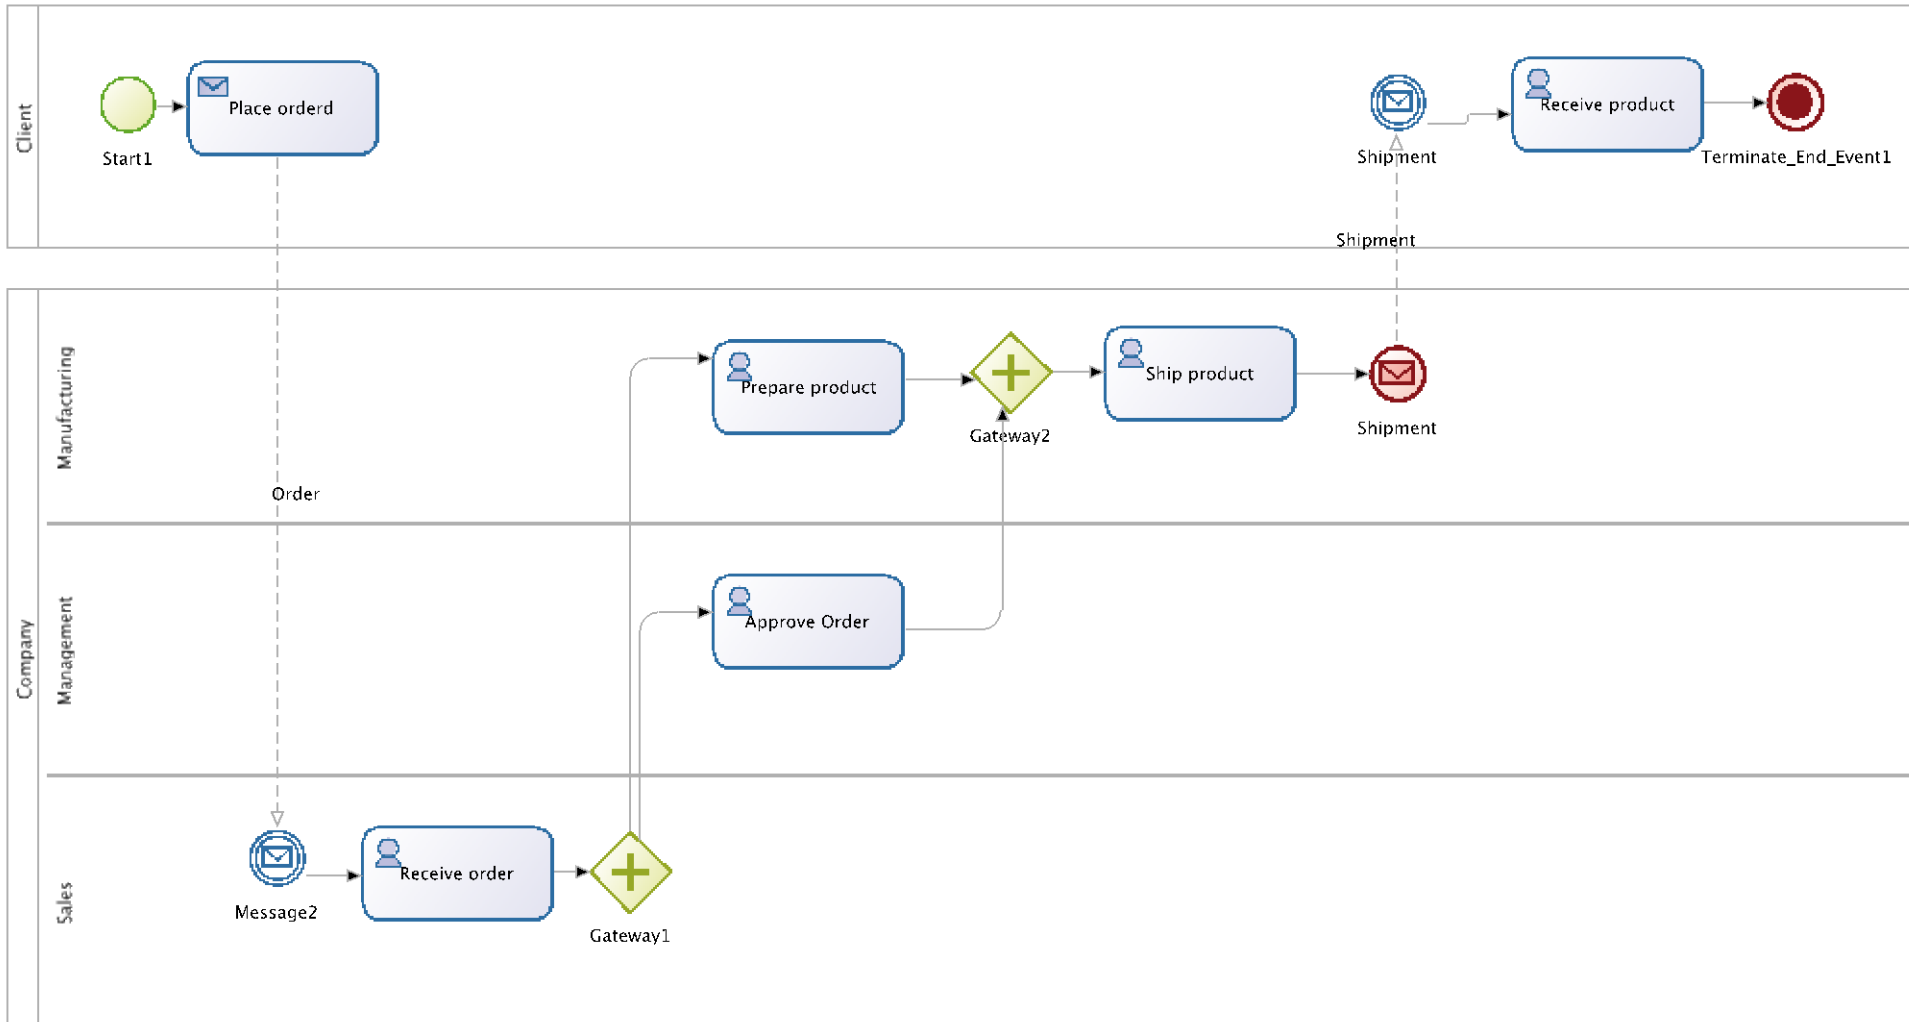 Client
Place orderd
Start1
Shipment
Receive product
Terminate_End_Event1
Shipment
Company
Manufacturing
Prepare product
Gateway2
Ship product
Shipment
Order
Management
Approve Order
Sales
Message2
Receive order
Gateway1